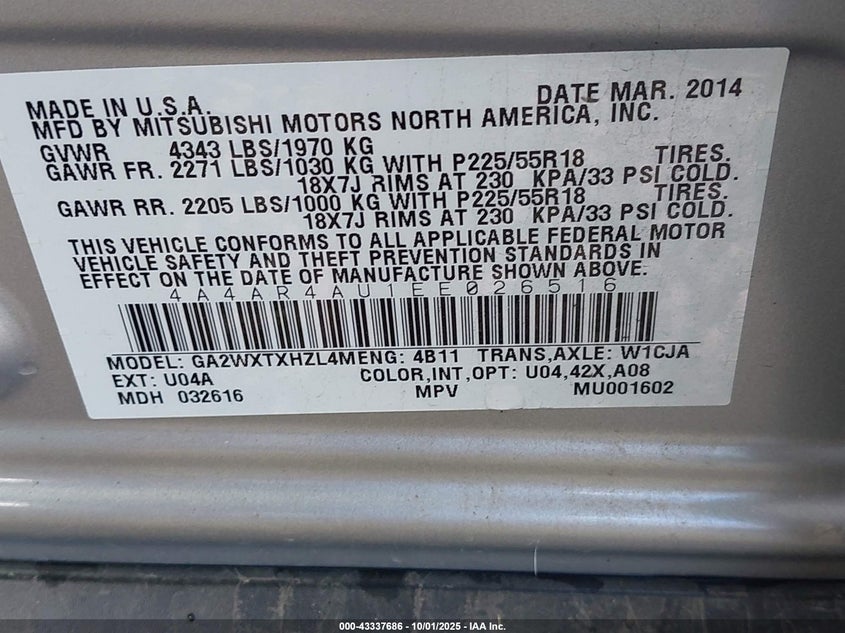 MADE IN U.S.A. DATE MAR. 2014
MFD BY MITSUBISHI MOTORS NORTH AMERICA, INC.
GVWR 4343 LBS/1970 KG
GAWR FR. 2271 LBS/1030 KG WITH P225/55R18 TIRES.
18X7J RIMS AT 230 KPA/33 PSI COLD.
GAWR RR. 2205 LBS/1000 KG WITH P225/55R18 TIRES.
18X7J RIMS AT 230 KPA/33 PSI COLD.
THIS VEHICLE CONFORMS TO ALL APPLICABLE FEDERAL MOTOR
VEHICLE SAFETY AND THEFT PREVENTION STANDARDS IN
EFFECT ON THE DATE OF MANUFACTURE SHOWN ABOVE.
4A4AR4AU1EE026516
MODEL: GA2WXTXHZL4MENG: 4B11 TRANS,AXLE: W1CJA
EXT: U04A COLOR,INT,OPT: U04,42X,A08
MDH 032616 MPV MU001602
000-43337686 - 10/01/2025 - IAA Inc.